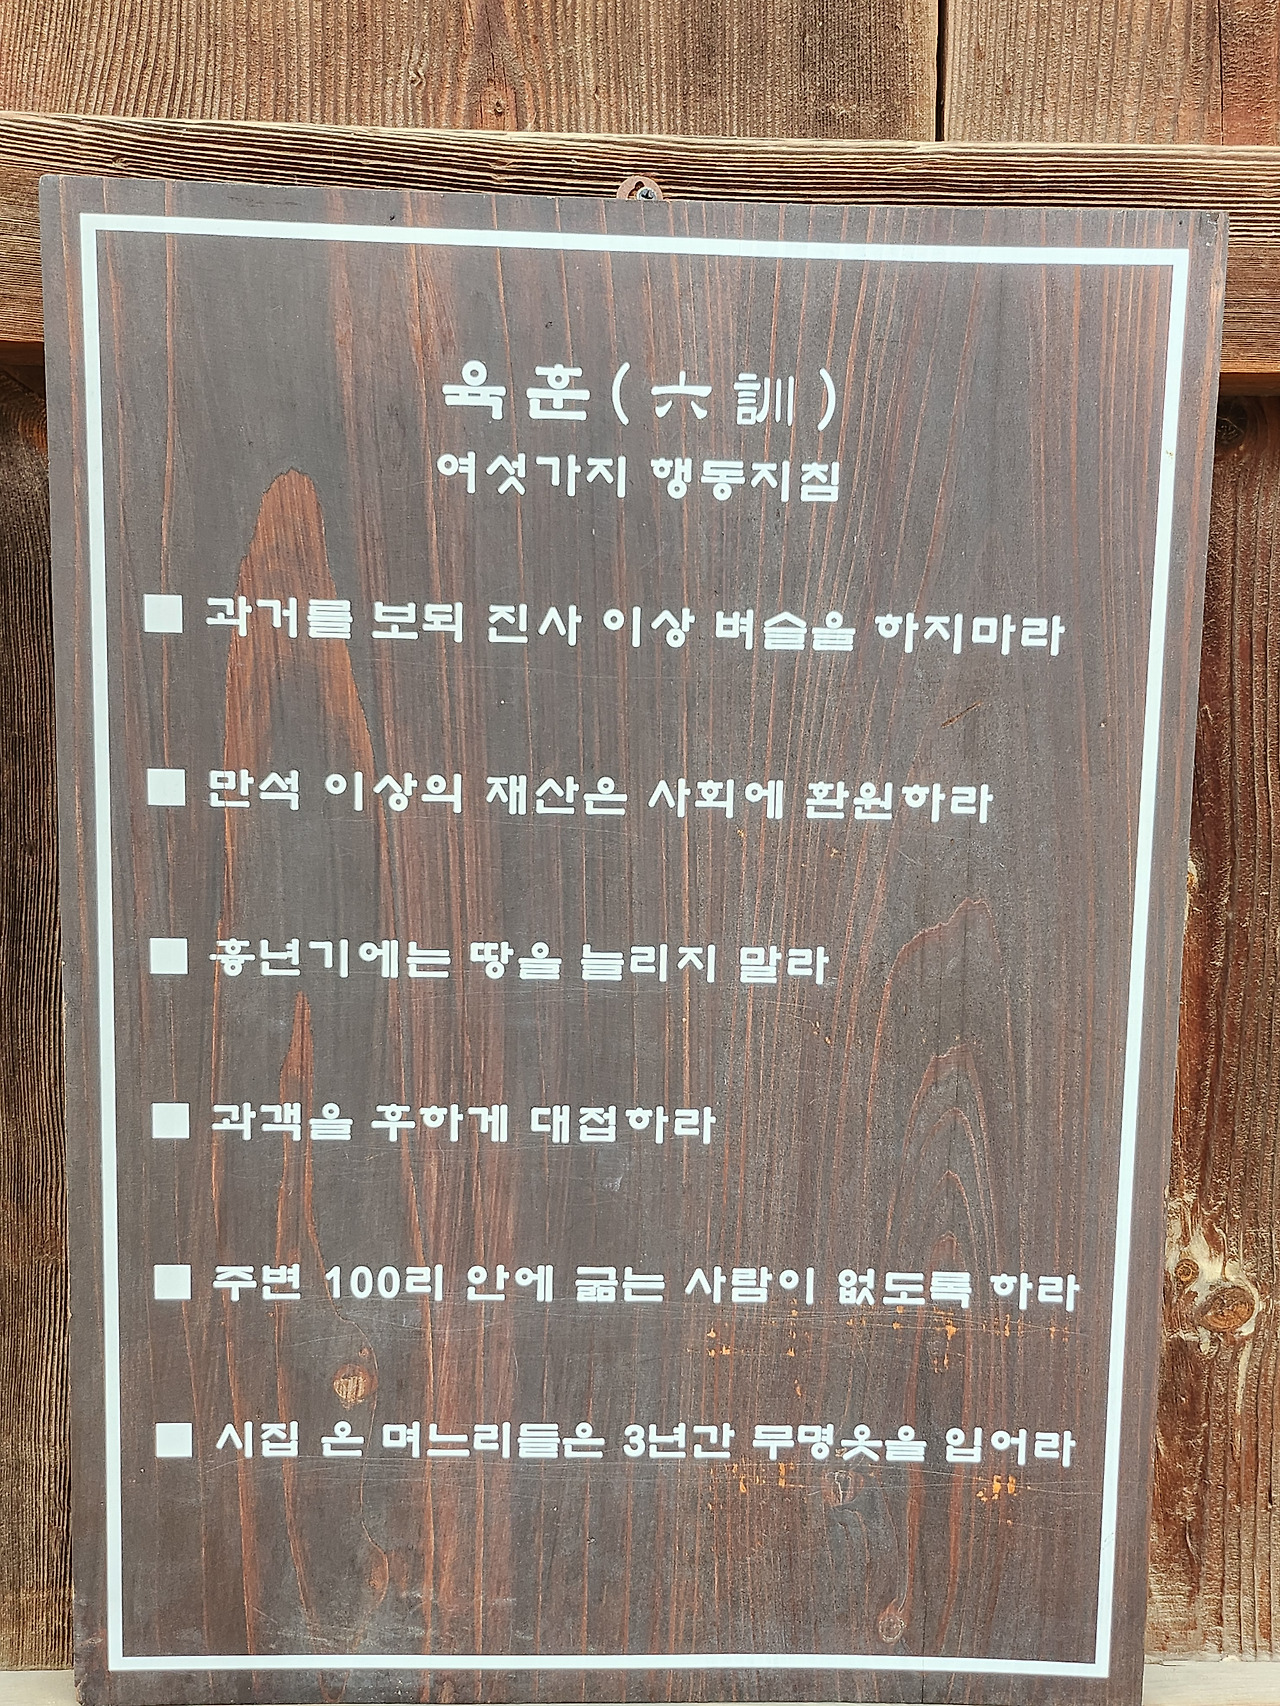 육훈(六訓)
여섯가지 행동지침
■ 과거를 보되 진사 이상 벼슬을 하지마라
■ 만석 이상의 재산은 사회에 환원하라
■ 흉년기에는 땅을 늘리지 말라
■ 과객을 후하게 대접하라
■ 주변 100리 안에 굶는 사람이 없도록 하라
■ 시집 온 며느리들은 3년간 무명옷을 입어라